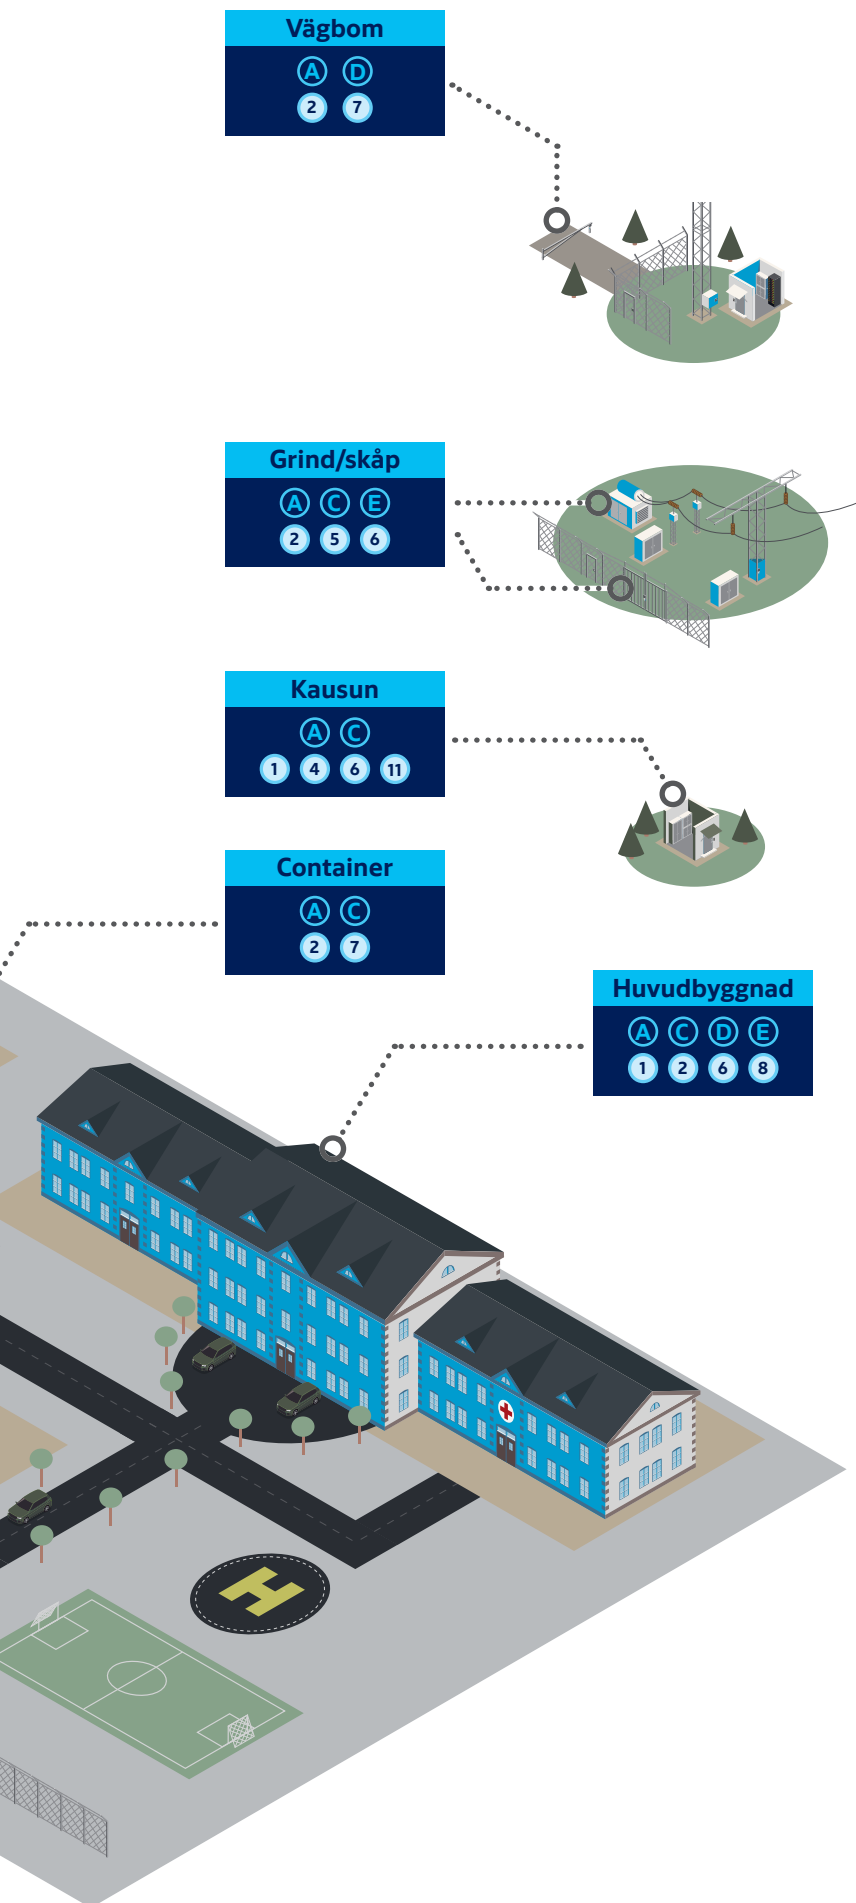 Vägbom
A D
2 7
Grind/skåp
A C E
2 5 6
Kausun
A C
1 4 6 11
Container
A C
2 7
Huvudbyggnad
A C D E
1 2 6 8
H